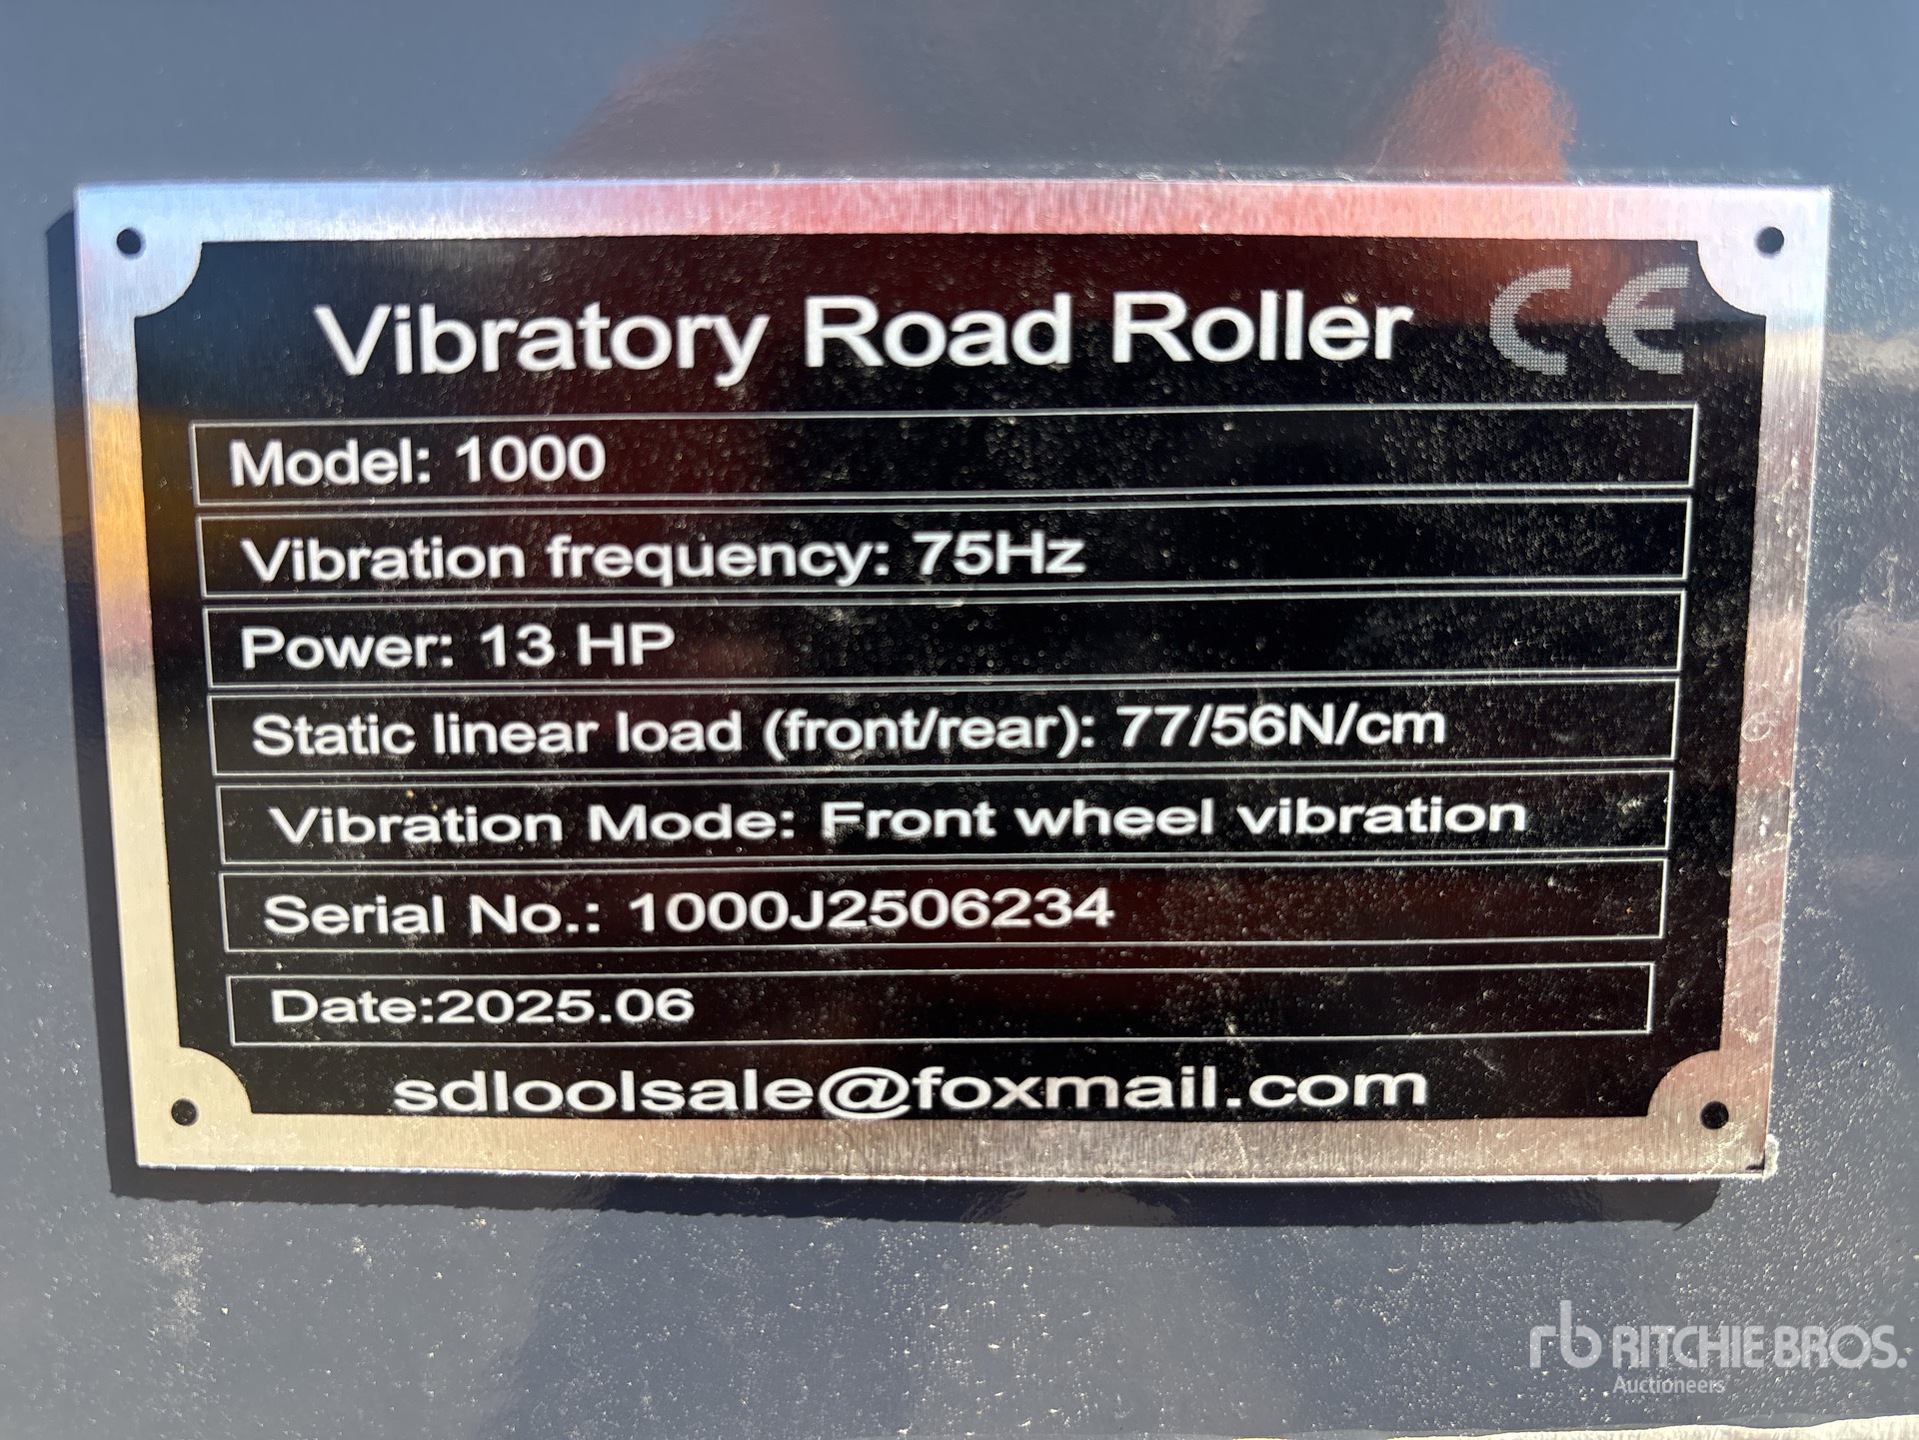 Vibratory Road Roller CE
Model: 1000
Vibration frequency: 75Hz
Power: 13 HP
Static linear load (front/rear): 77/56N/cm
Vibration Mode: Front wheel vibration
Serial No.: 1000J2506234
Date:2025.06
sdloolsale@foxmail.com
rb RITCHIE BROS.
Auctioneers